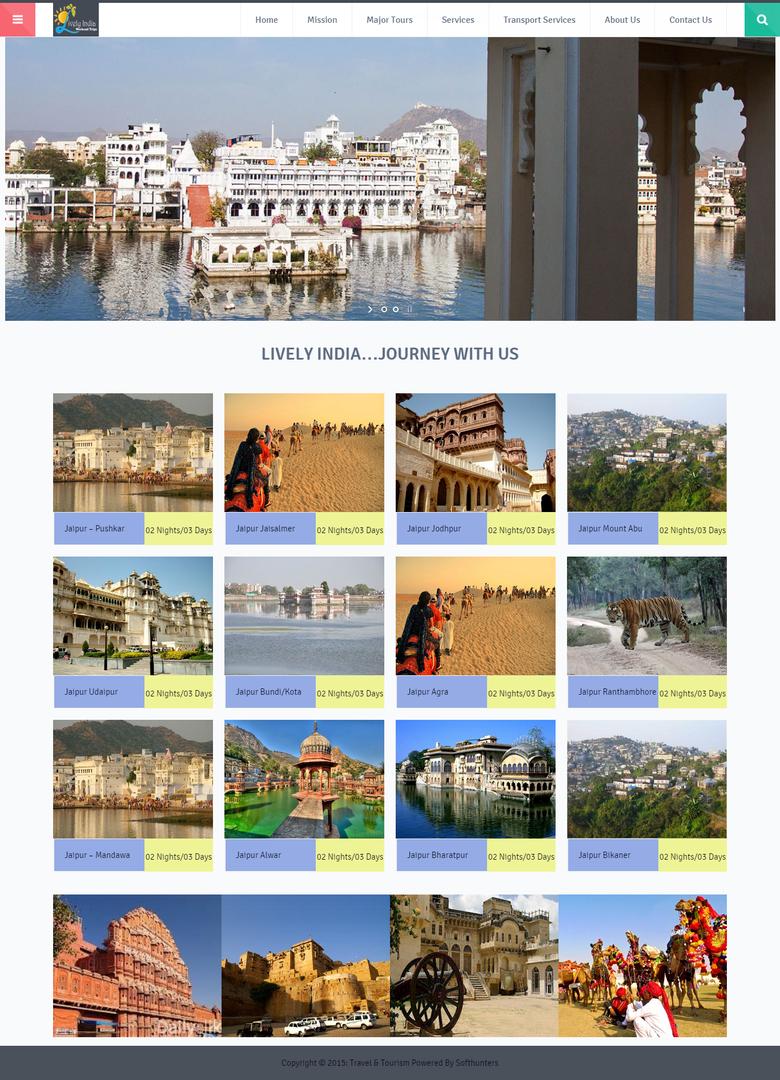 Lively India
Weekend Trips
Home
Mission
Major Tours
Services
Transport Services
About Us
Contact Us
LIVELY INDIA...JOURNEY WITH US
Jaipur – Pushkar
02 Nights/03 Days
Jaipur Jaisalmer
02 Nights/03 Days
Jaipur Jodhpur
02 Nights/03 Days
Jaipur Mount Abu
02 Nights/03 Days
Jaipur Udaipur
02 Nights/03 Days
Jaipur Bundi/Kota
02 Nights/03 Days
Jaipur Agra
02 Nights/03 Days
Jaipur Ranthambhore
02 Nights/03 Days
Jaipur – Mandawa
02 Nights/03 Days
Jaipur Alwar
02 Nights/03 Days
Jaipur Bharatpur
02 Nights/03 Days
Jaipur Bikaner
02 Nights/03 Days
Copyright © 2015: Travel & Tourism Powered By Softhunters